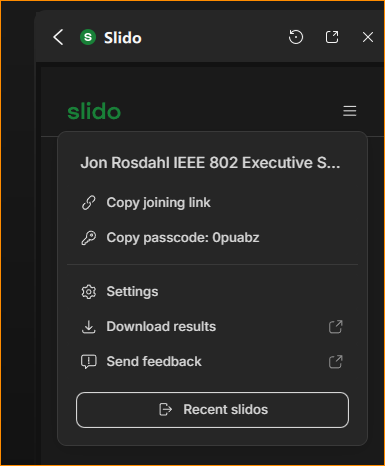 S Slido
slido
Jon Rosdahl IEEE 802 Executive S...
Copy joining link
Copy passcode: 0puabz
Settings
Download results
Send feedback
Recent slidos